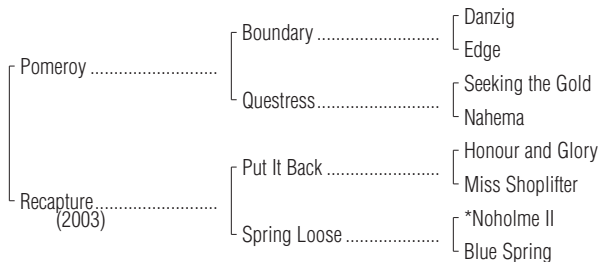 Danzig
Boundary ..............................
Edge
Pomeroy ..............................
Seeking the Gold
Questress..............................
Nahema
Honour and Glory
Put It Back ............................
Miss Shoplifter
Recapture..............................
(2003)
*Noholme II
Spring Loose ........................
Blue Spring